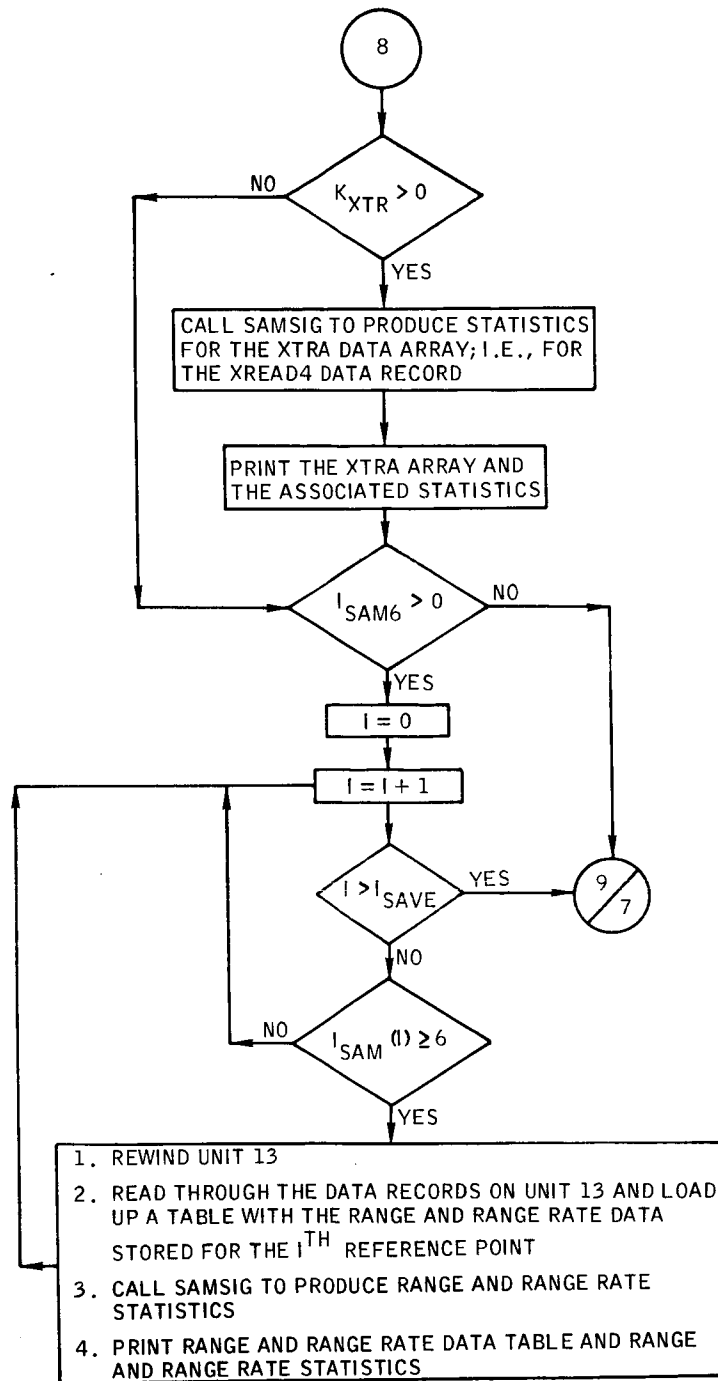 8
NO
K_XTR > 0
YES
CALL SAMSIG TO PRODUCE STATISTICS
FOR THE XTRA DATA ARRAY; I.E., FOR
THE XREAD4 DATA RECORD
PRINT THE XTRA ARRAY AND
THE ASSOCIATED STATISTICS
I_SAM6 > 0
NO
YES
I = 0
I = I + 1
I > I_SAVE
YES
9
7
NO
NO
I_SAM (I) ≥ 6
YES
1. REWIND UNIT 13
2. READ THROUGH THE DATA RECORDS ON UNIT 13 AND LOAD
UP A TABLE WITH THE RANGE AND RANGE RATE DATA
STORED FOR THE I^TH REFERENCE POINT
3. CALL SAMSIG TO PRODUCE RANGE AND RANGE RATE
STATISTICS
4. PRINT RANGE AND RANGE RATE DATA TABLE AND RANGE
AND RANGE RATE STATISTICS